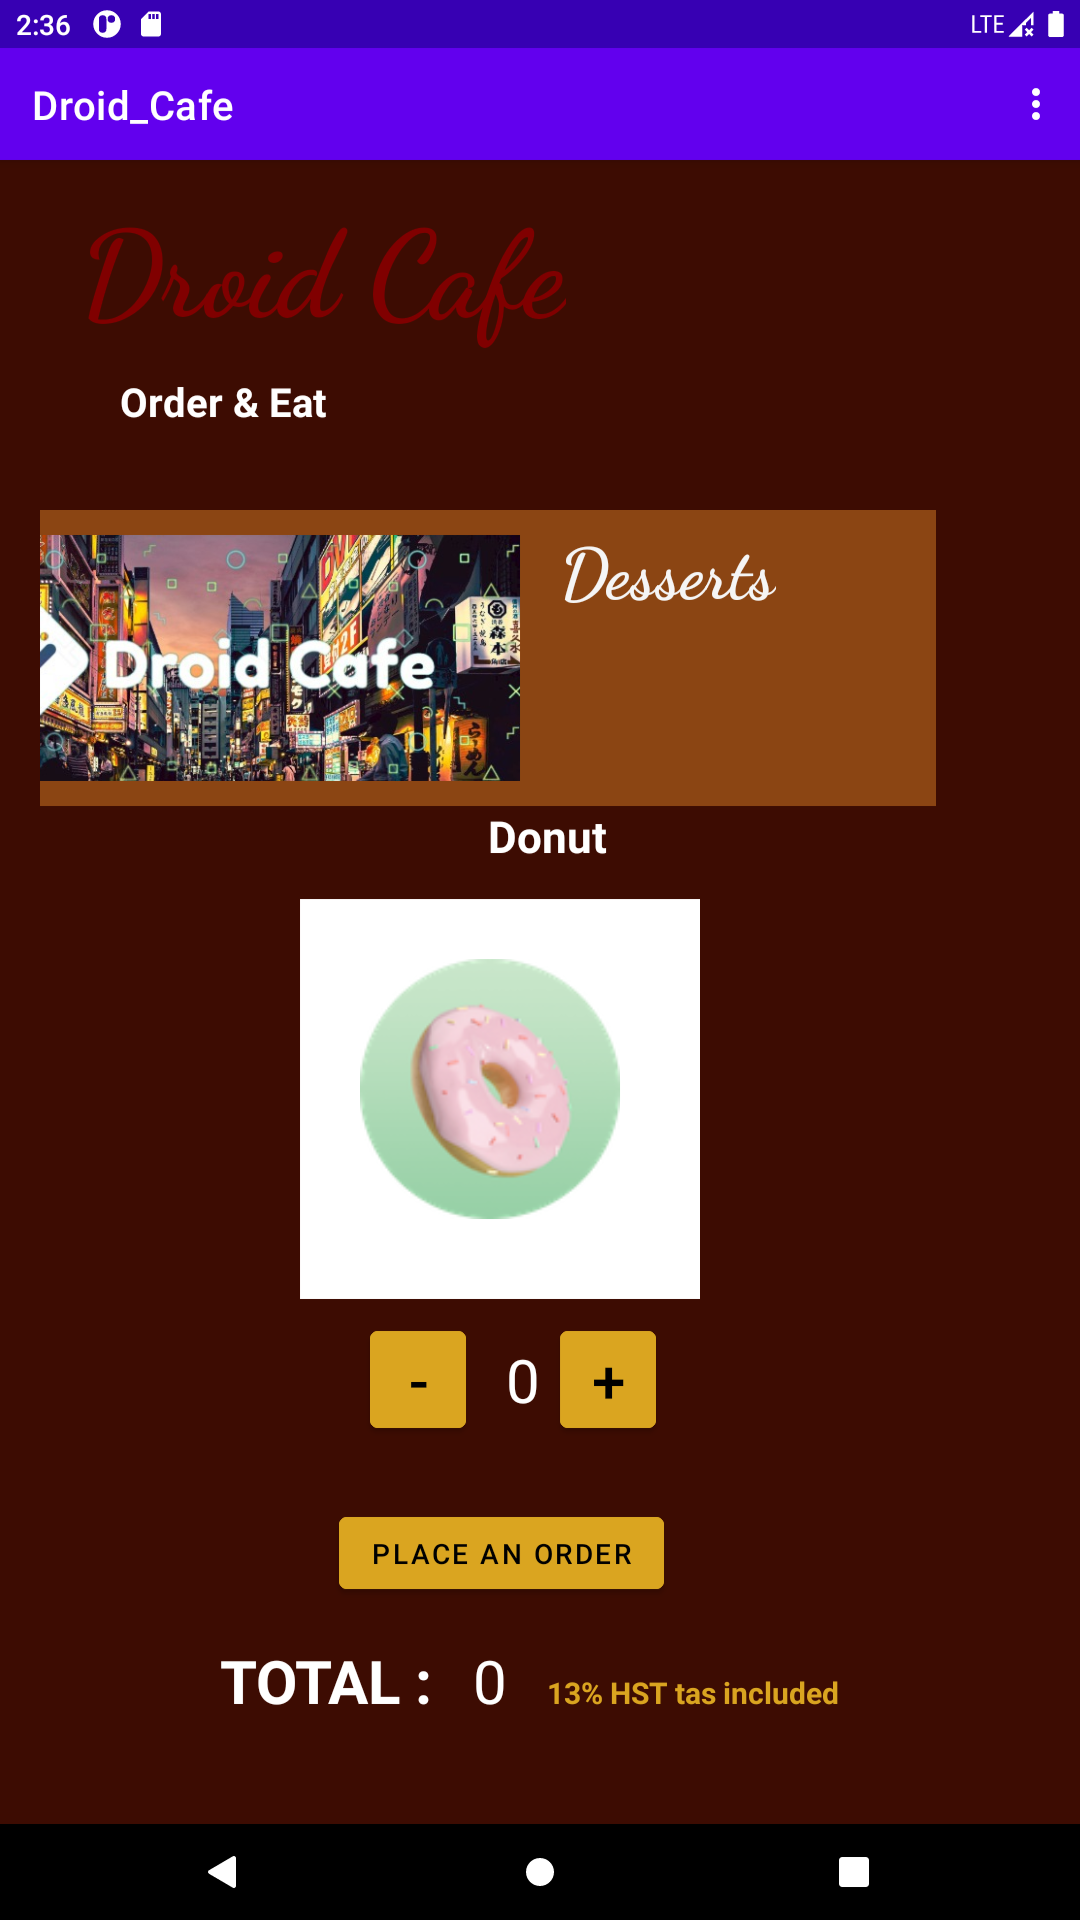 2:36 LTE
Droid_Cafe
Droid Cafe
Order & Eat
Desserts
Droid Cafe
Donut
- 0 +
PLACE AN ORDER
TOTAL : 0 13% HST tas included